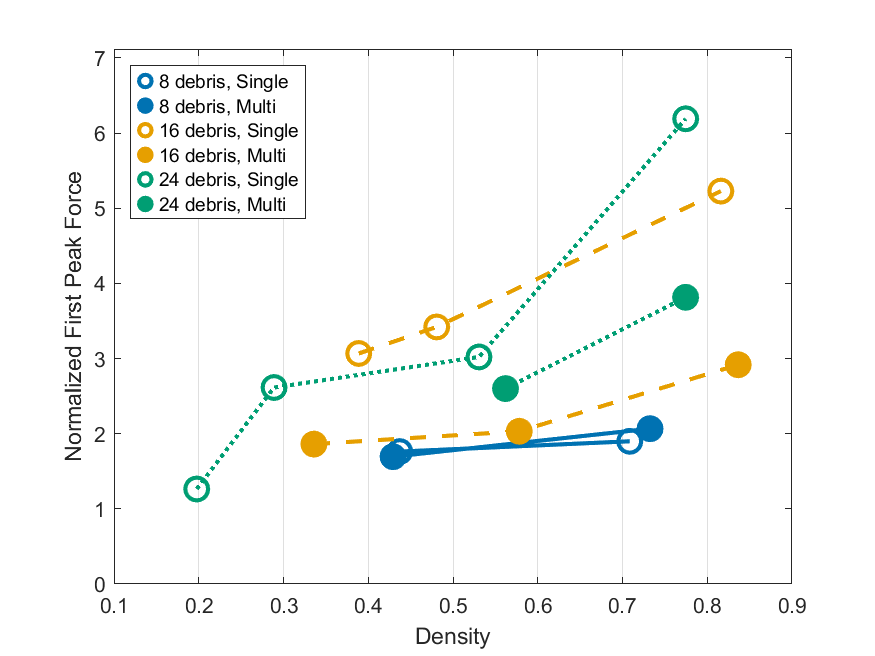 7
6
5
4
3
2
1
0
Normalized First Peak Force
8 debris, Single
8 debris, Multi
16 debris, Single
16 debris, Multi
24 debris, Single
24 debris, Multi
0.1 0.2 0.3 0.4 0.5 0.6 0.7 0.8 0.9
Density